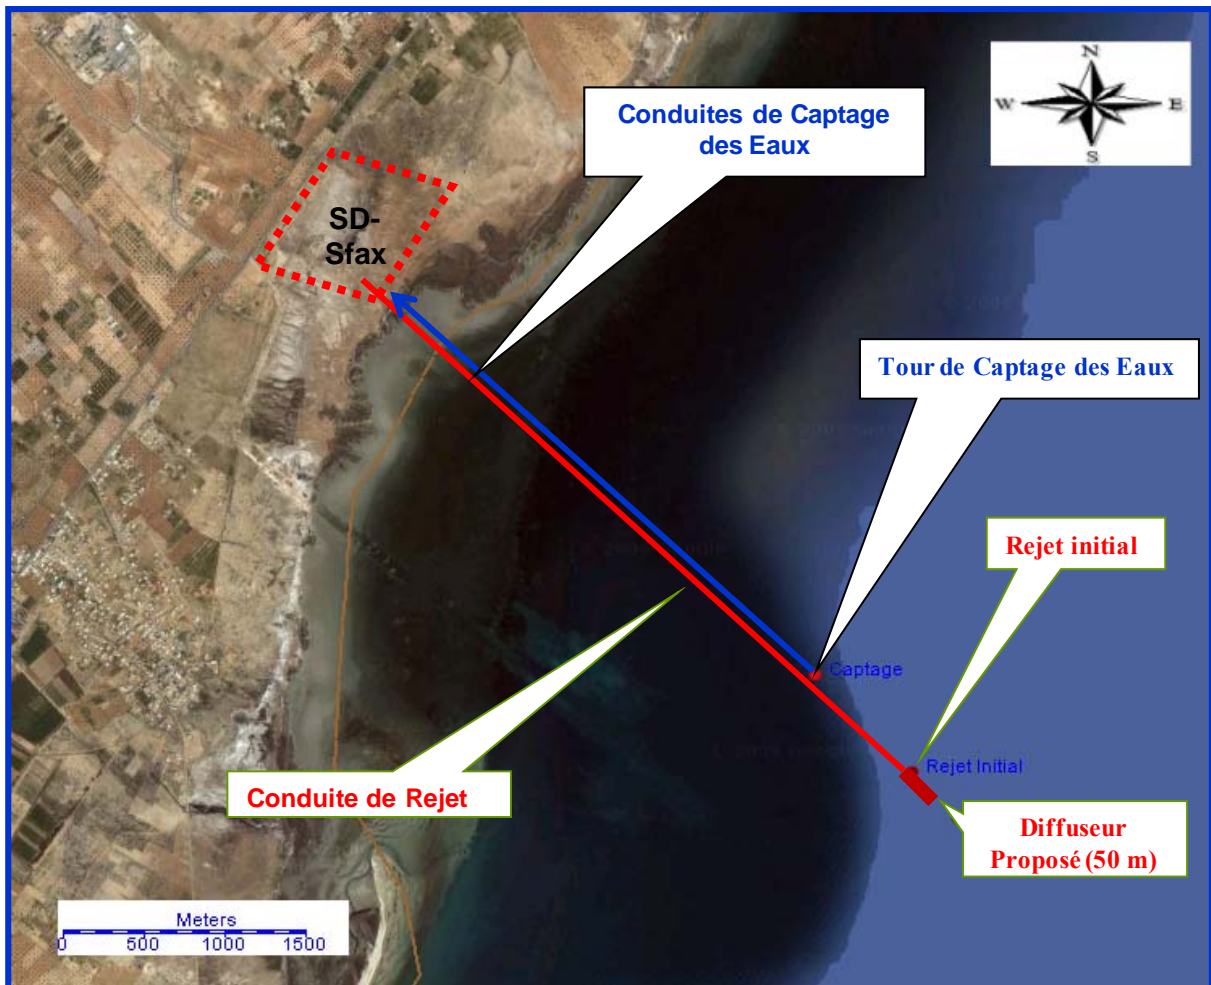 N
W E
S
Conduites de Captage
des Eaux
SD-
Sfax
Tour de Captage des Eaux
Rejet initial
Captage
Rejet Initial
Conduite de Rejet
Diffuseur
Proposé (50 m)
Meters
0 500 1000 1500